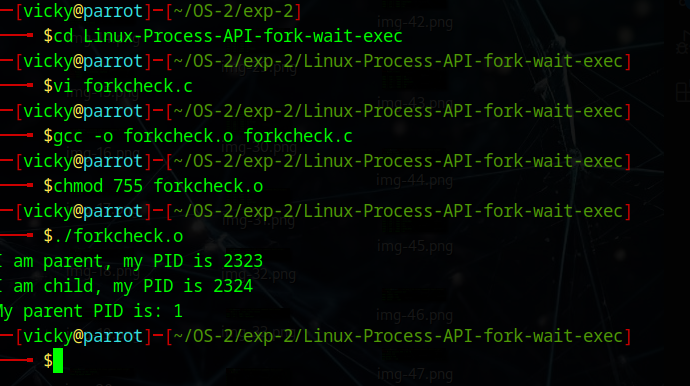 ─[vicky@parrot]─[~/OS-2/exp-2]
──╼ $cd Linux-Process-API-fork-wait-exec
─[vicky@parrot]─[~/OS-2/exp-2/Linux-Process-API-fork-wait-exec]
──╼ $vi forkcheck.c
─[vicky@parrot]─[~/OS-2/exp-2/Linux-Process-API-fork-wait-exec]
──╼ $gcc -o forkcheck.o forkcheck.c
─[vicky@parrot]─[~/OS-2/exp-2/Linux-Process-API-fork-wait-exec]
──╼ $chmod 755 forkcheck.o
─[vicky@parrot]─[~/OS-2/exp-2/Linux-Process-API-fork-wait-exec]
──╼ $./forkcheck.o
I am parent, my PID is 2323
I am child, my PID is 2324
My parent PID is: 1
─[vicky@parrot]─[~/OS-2/exp-2/Linux-Process-API-fork-wait-exec]
──╼ $
img-42.png
img-43.png
img-30.png
img-44.png
img-45.png
img-32.png
img-46.png
img-47.png